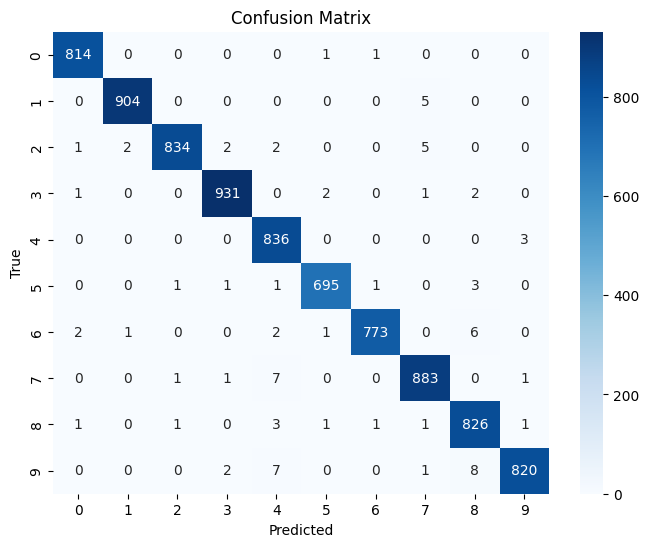 Confusion Matrix
0 814 0 0 0 0 1 1 0 0 0
1 0 904 0 0 0 0 0 5 0 0
2 1 2 834 2 2 0 0 5 0 0
3 1 0 0 931 0 2 0 1 2 0
4 0 0 0 0 836 0 0 0 0 3
5 0 0 1 1 1 695 1 0 3 0
6 2 1 0 0 2 1 773 0 6 0
7 0 0 1 1 7 0 0 883 0 1
8 1 0 1 0 3 1 1 1 826 1
9 0 0 0 2 7 0 0 1 8 820
0 1 2 3 4 5 6 7 8 9
Predicted
True
800
600
400
200
0